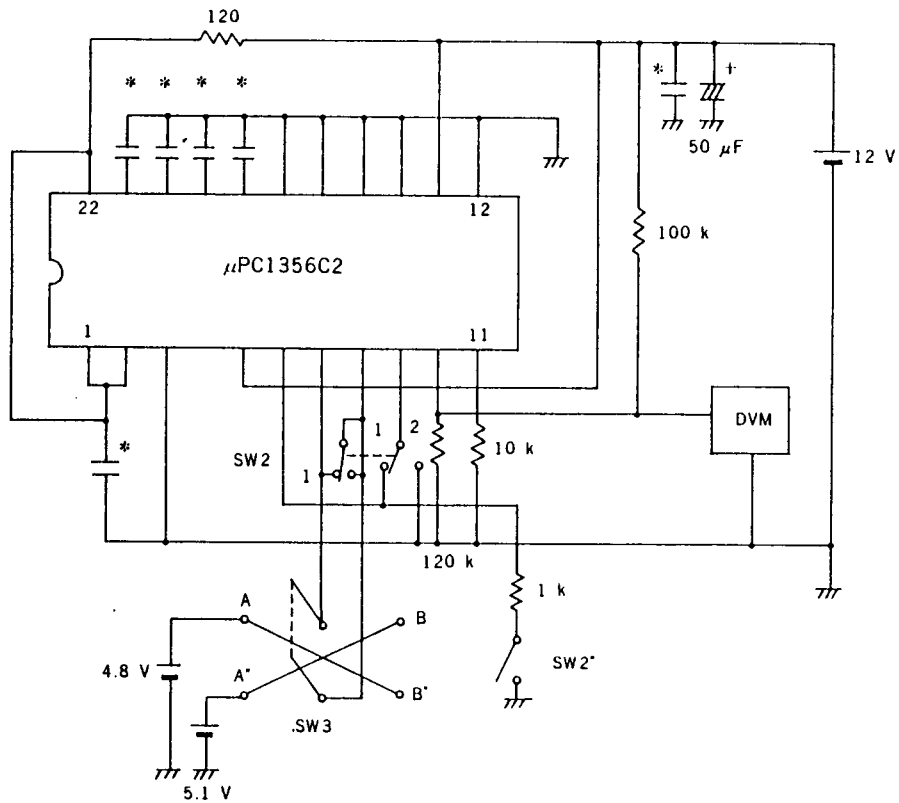 120
* * * *
* +
50 μF
12 V
22 12
100 k
μPC1356C2
1 11
DVM
1 2
* SW2 10 k
1
120 k
1 k
A B
4.8 V SW2"
A" B"
SW3
5.1 V